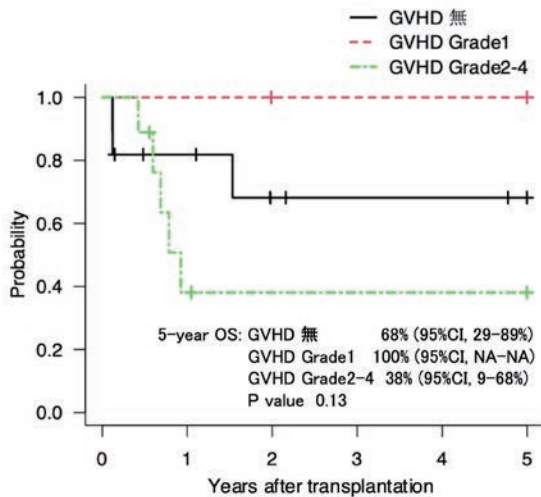 GVHD 無
GVHD Grade1
GVHD Grade2-4
1.0
0.8
0.6
0.4
0.2
0.0
Probability
5-year OS: GVHD 無 68% (95%CI, 29-89%)
GVHD Grade1 100% (95%CI, NA-NA)
GVHD Grade2-4 38% (95%CI, 9-68%)
P value 0.13
0 1 2 3 4 5
Years after transplantation